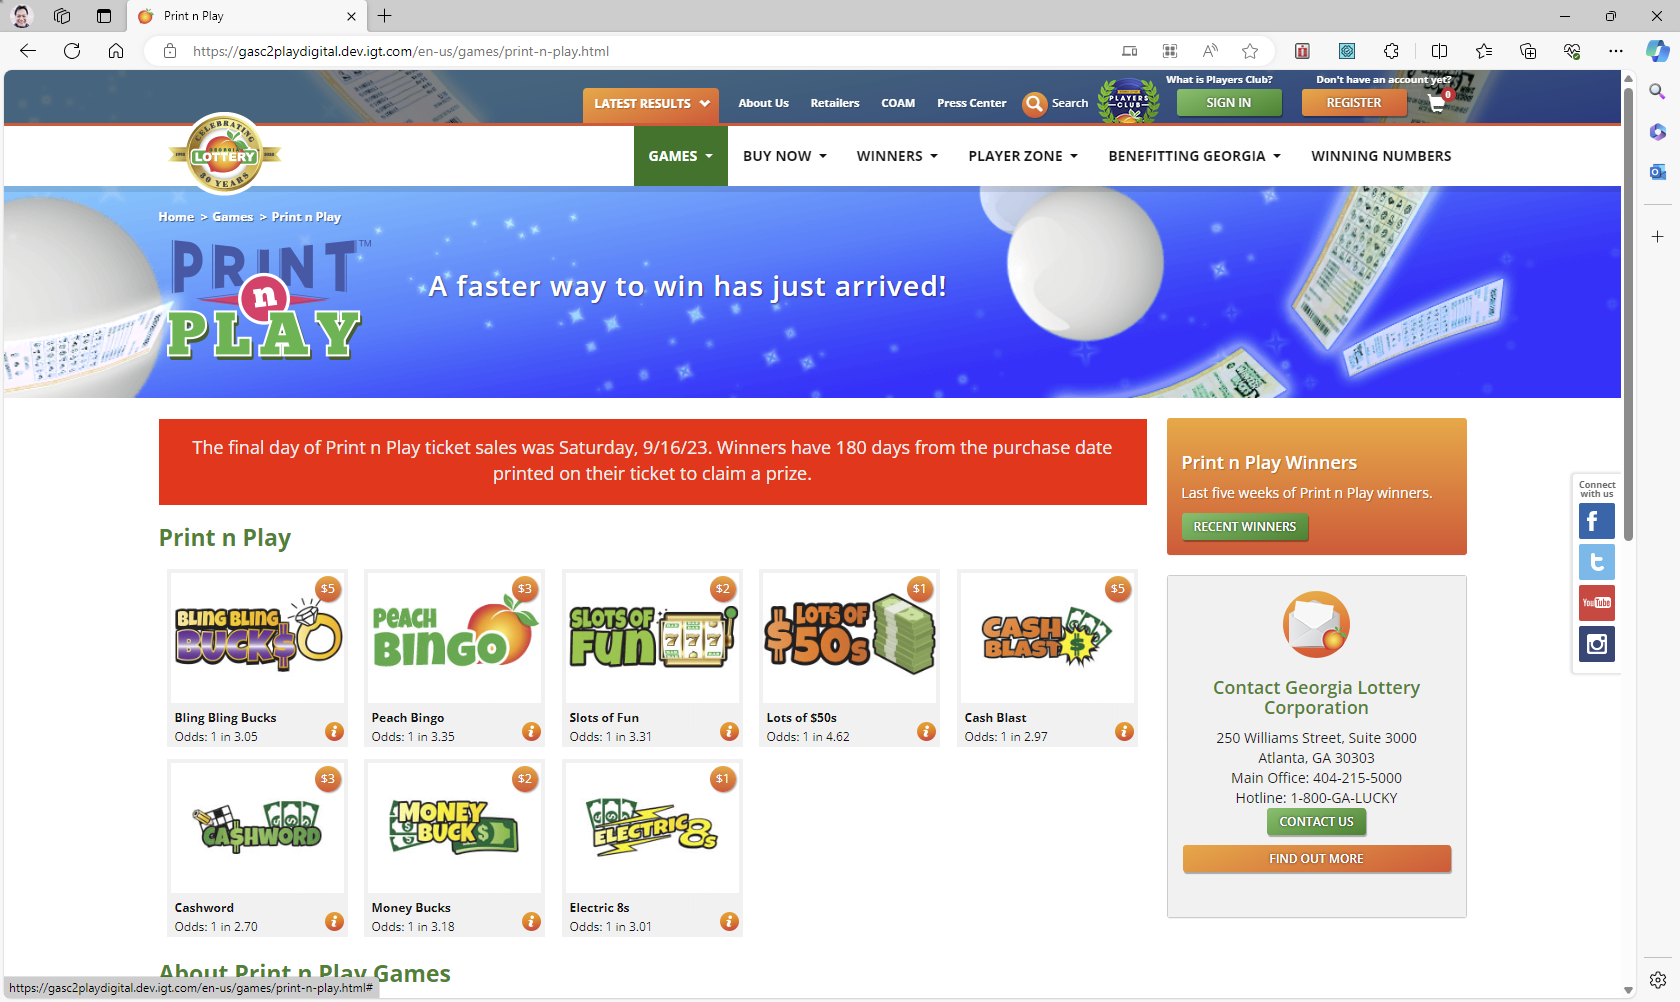 Print n Play
https://gasc2playdigital.dev.igt.com/en-us/games/print-n-play.html
What is Players Club?
Don't have an account yet?
LATEST RESULTS
About Us
Retailers
COAM
Press Center
Search
PLAYERS CLUB
SIGN IN
REGISTER
0
CELEBRATING
GEORGIA
LOTTERY
30 YEARS
GAMES
BUY NOW
WINNERS
PLAYER ZONE
BENEFITTING GEORGIA
WINNING NUMBERS
Home > Games > Print n Play
PRINT™
n
PLAY
A faster way to win has just arrived!
The final day of Print n Play ticket sales was Saturday, 9/16/23. Winners have 180 days from the purchase date
printed on their ticket to claim a prize.
Print n Play Winners
Last five weeks of Print n Play winners.
RECENT WINNERS
Connect
with us
YouTube
Print n Play
$5
BLING BLING
BUCK$
Bling Bling Bucks
Odds: 1 in 3.05
$3
PEACH
BINGO
Peach Bingo
Odds: 1 in 3.35
$2
SLOTS OF
FUN
777
Slots of Fun
Odds: 1 in 3.31
$1
LOTS OF
$50s
Lots of $50s
Odds: 1 in 4.62
$5
CASH
BLAST
$
Cash Blast
Odds: 1 in 2.97
$3
CA$HWORD
Cashword
Odds: 1 in 2.70
$2
MONEY
BUCK$
Money Bucks
Odds: 1 in 3.18
$1
ELECTRIC 8s
Electric 8s
Odds: 1 in 3.01
Contact Georgia Lottery
Corporation
250 Williams Street, Suite 3000
Atlanta, GA 30303
Main Office: 404-215-5000
Hotline: 1-800-GA-LUCKY
CONTACT US
FIND OUT MORE
About Print n Play Games
https://gasc2playdigital.dev.igt.com/en-us/games/print-n-play.html#